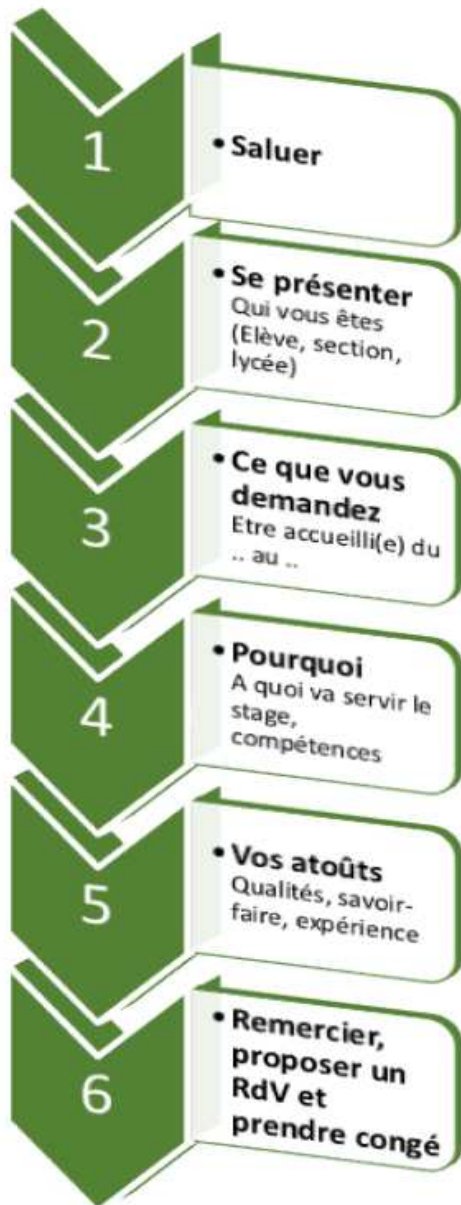 1
• Saluer
2
• Se présenter
Qui vous êtes
(Elève, section,
lycée)
3
• Ce que vous
demandez
Etre accueilli(e) du
.. au ..
4
• Pourquoi
A quoi va servir le
stage,
compétences
5
• Vos atoûts
Qualités, savoir-
faire, expérience
6
• Remercier,
proposer un
RdV et
prendre congé